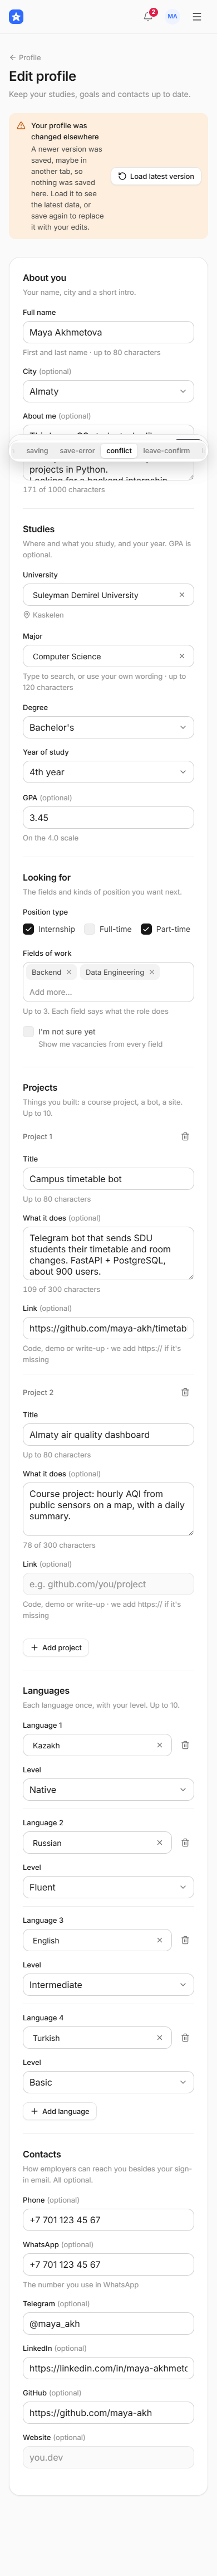 2
MA
Profile
Edit profile
Keep your studies, goals and contacts up to date.
Your profile was
changed elsewhere
A newer version was
saved, maybe in
another tab, so
nothing was saved
here. Load it to see
the latest data, or
save again to replace
it with your edits.
Load latest version
About you
Your name, city and a short intro.
Full name
Maya Akhmetova
First and last name · up to 80 characters
City (optional)
Almaty
About me (optional)
saving
save-error
conflict
leave-confirm
projects in Python.
171 of 1000 characters
Studies
Where and what you study, and your year. GPA is
optional.
University
Suleyman Demirel University
Kaskelen
Major
Computer Science
Type to search, or use your own wording · up to
120 characters
Degree
Bachelor's
Year of study
4th year
GPA (optional)
3.45
On the 4.0 scale
Looking for
The fields and kinds of position you want next.
Position type
Internship
Full-time
Part-time
Fields of work
Backend
Data Engineering
Add more...
Up to 3. Each field says what the role does
I'm not sure yet
Show me vacancies from every field
Projects
Things you built: a course project, a bot, a site.
Up to 10.
Project 1
Title
Campus timetable bot
Up to 80 characters
What it does (optional)
Telegram bot that sends SDU
students their timetable and room
changes. FastAPI + PostgreSQL,
about 900 users.
109 of 300 characters
Link (optional)
https://github.com/maya-akh/timetab
Code, demo or write-up · we add https:// if it's
missing
Project 2
Title
Almaty air quality dashboard
Up to 80 characters
What it does (optional)
Course project: hourly AQI from
public sensors on a map, with a daily
summary.
78 of 300 characters
Link (optional)
e.g. github.com/you/project
Code, demo or write-up · we add https:// if it's
missing
Add project
Languages
Each language once, with your level. Up to 10.
Language 1
Kazakh
Level
Native
Language 2
Russian
Level
Fluent
Language 3
English
Level
Intermediate
Language 4
Turkish
Level
Basic
Add language
Contacts
How employers can reach you besides your sign-
in email. All optional.
Phone (optional)
+7 701 123 45 67
WhatsApp (optional)
+7 701 123 45 67
The number you use in WhatsApp
Telegram (optional)
@maya_akh
LinkedIn (optional)
https://linkedin.com/in/maya-akhmetc
GitHub (optional)
https://github.com/maya-akh
Website (optional)
you.dev